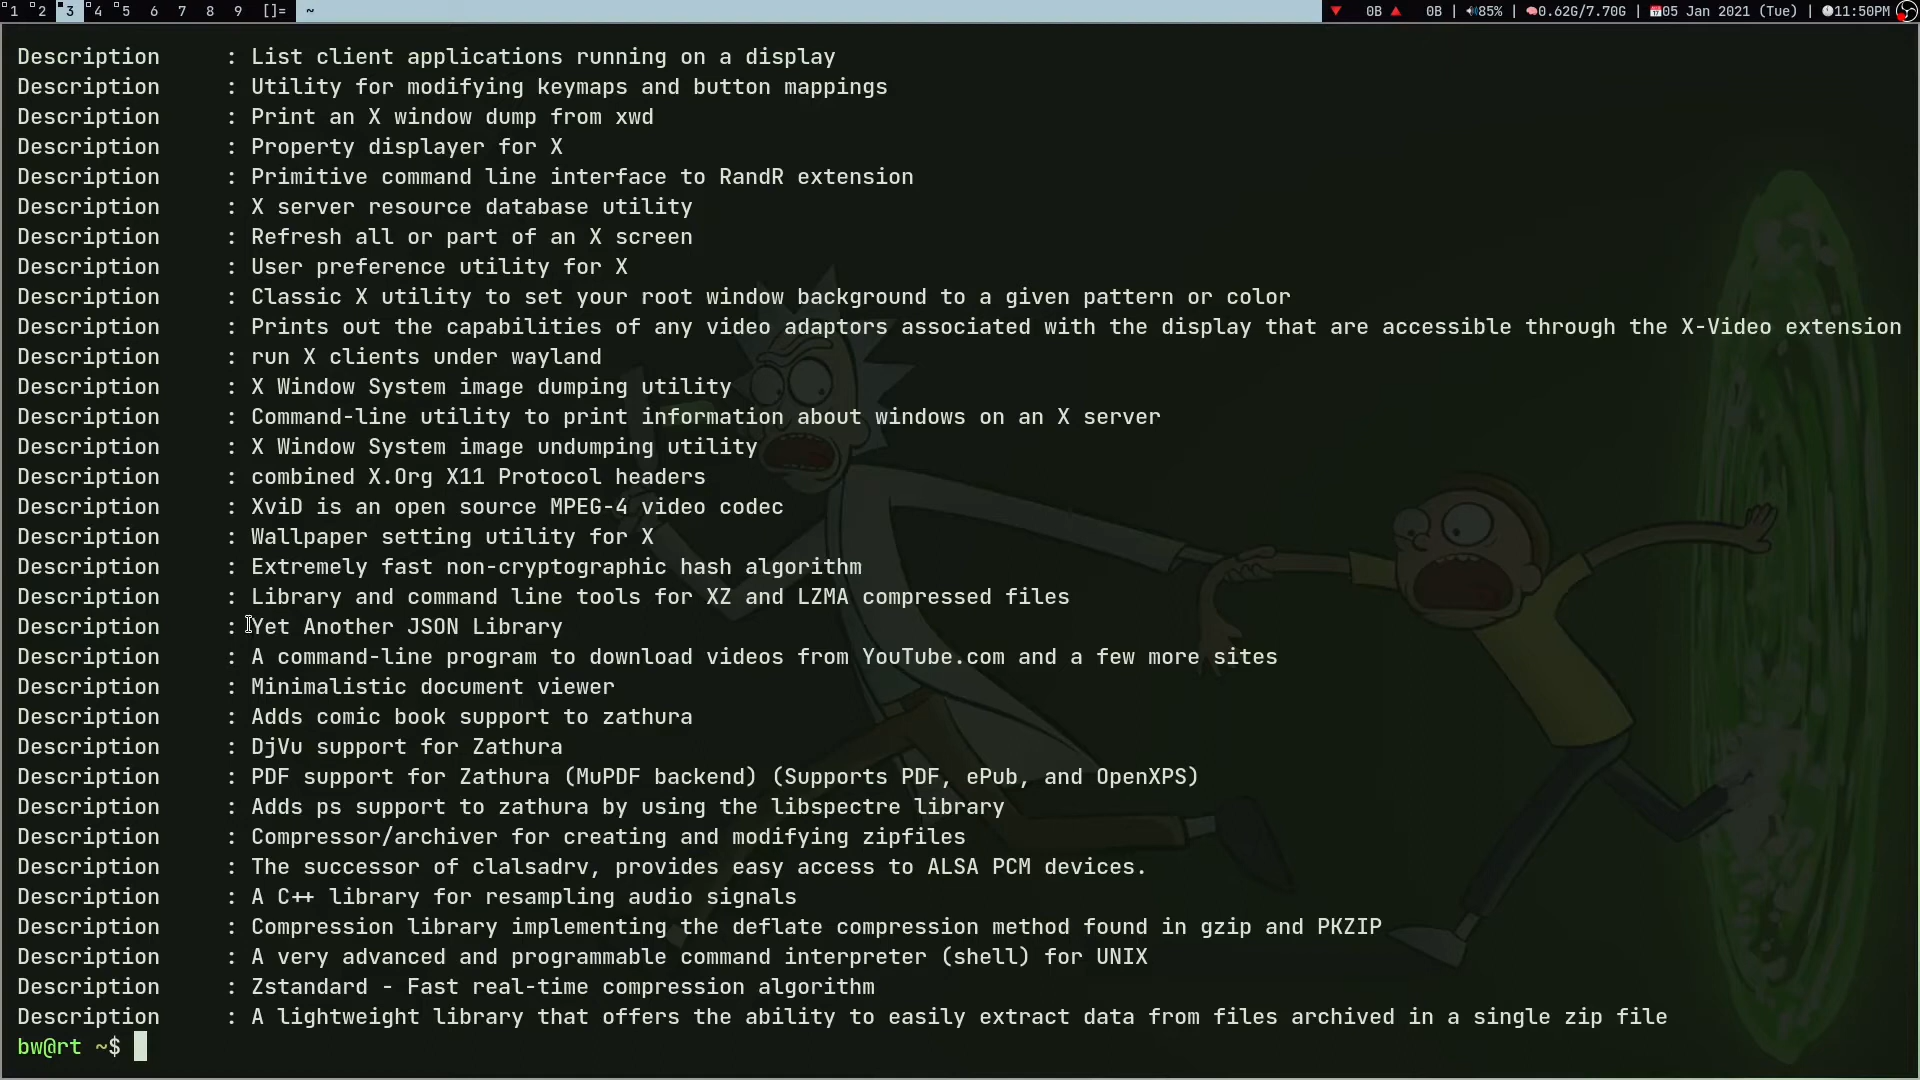 1 2 3 4 5 6 7 8 9 []= ~ 0B 0B | 85% | 0.62G/7.70G | 05 Jan 2021 (Tue) | 11:50PM
Description : List client applications running on a display
Description : Utility for modifying keymaps and button mappings
Description : Print an X window dump from xwd
Description : Property displayer for X
Description : Primitive command line interface to RandR extension
Description : X server resource database utility
Description : Refresh all or part of an X screen
Description : User preference utility for X
Description : Classic X utility to set your root window background to a given pattern or color
Description : Prints out the capabilities of any video adaptors associated with the display that are accessible through the X-Video extension
Description : run X clients under wayland
Description : X Window System image dumping utility
Description : Command-line utility to print information about windows on an X server
Description : X Window System image undumping utility
Description : combined X.Org X11 Protocol headers
Description : XviD is an open source MPEG-4 video codec
Description : Wallpaper setting utility for X
Description : Extremely fast non-cryptographic hash algorithm
Description : Library and command line tools for XZ and LZMA compressed files
Description : Yet Another JSON Library
Description : A command-line program to download videos from YouTube.com and a few more sites
Description : Minimalistic document viewer
Description : Adds comic book support to zathura
Description : DjVu support for Zathura
Description : PDF support for Zathura (MuPDF backend) (Supports PDF, ePub, and OpenXPS)
Description : Adds ps support to zathura by using the libspectre library
Description : Compressor/archiver for creating and modifying zipfiles
Description : The successor of clalsadrv, provides easy access to ALSA PCM devices.
Description : A C++ library for resampling audio signals
Description : Compression library implementing the deflate compression method found in gzip and PKZIP
Description : A very advanced and programmable command interpreter (shell) for UNIX
Description : Zstandard - Fast real-time compression algorithm
Description : A lightweight library that offers the ability to easily extract data from files archived in a single zip file
bw@rt ~$